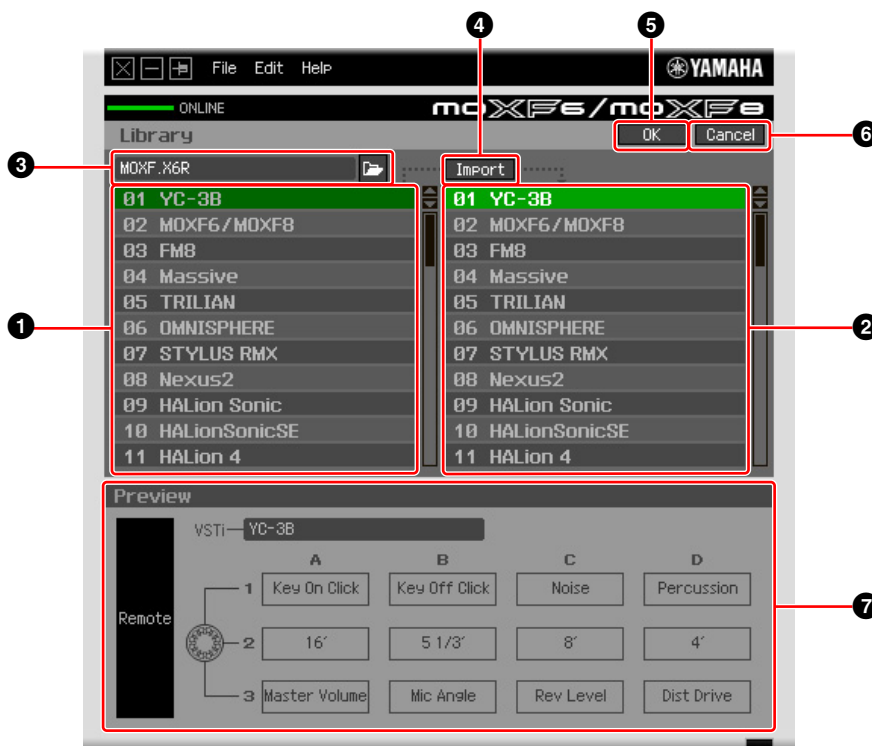 4 5
File Edit Help YAMAHA
ONLINE MOXF6/MOXF8
Library OK Cancel 6
3 MOXF.X6R Import
01 YC-3B 01 YC-3B
02 MOXF6/MOXF8 02 MOXF6/MOXF8
03 FM8 03 FM8
04 Massive 04 Massive
05 TRILIAN 05 TRILIAN
1 06 OMNISPHERE 06 OMNISPHERE 2
07 STYLUS RMX 07 STYLUS RMX
08 Nexus2 08 Nexus2
09 HALion Sonic 09 HALion Sonic
10 HALionSonicSE 10 HALionSonicSE
11 HALion 4 11 HALion 4
Preview
VSTi YC-3B
A B C D
1 Key On Click Key Off Click Noise Percussion 7
Remote
2 16´ 5 1/3´ 8´ 4´
3 Master Volume Mic Angle Rev Level Dist Drive